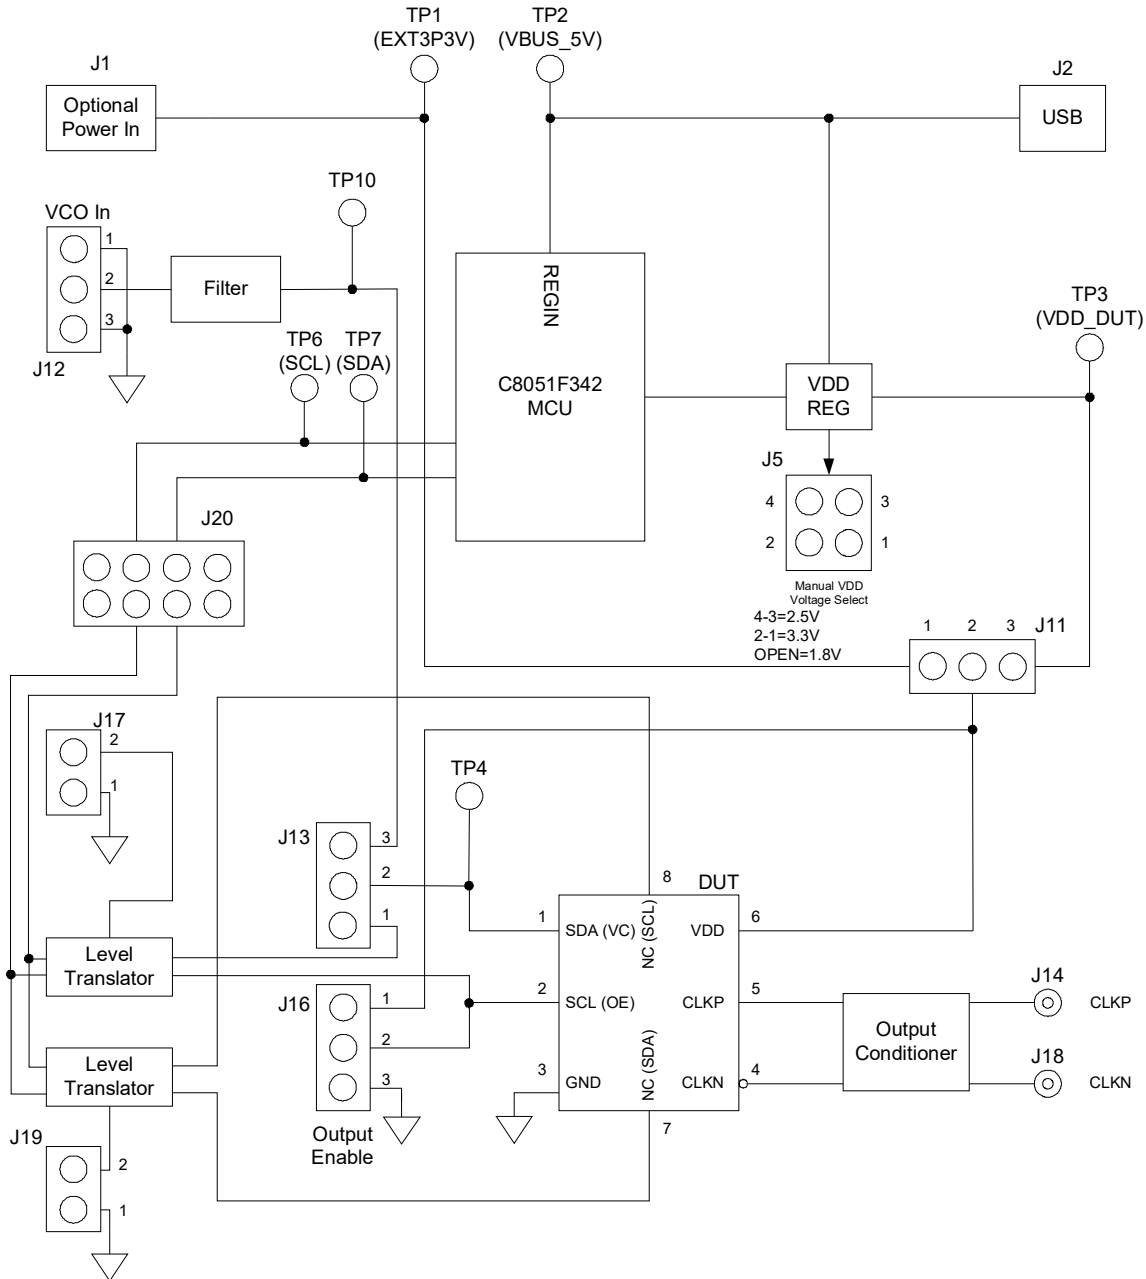 TP1
(EXT3P3V)
TP2
(VBUS_5V)
J1
Optional
Power In
J2
USB
TP10
VCO In
1
2
3
J12
Filter
REGIN
C8051F342
MCU
TP3
(VDD_DUT)
TP6
(SCL)
TP7
(SDA)
VDD
REG
J5
4
3
2
1
Manual VDD
Voltage Select
4-3=2.5V
2-1=3.3V
OPEN=1.8V
J20
1
2
3
J11
J17
2
1
TP4
J13
3
2
1
8
DUT
1
SDA (VC)
NC (SCL)
VDD
6
Level
Translator
J16
1
2
3
Output
Enable
2
SCL (OE)
CLKP
5
3
GND
NC (SDA)
CLKN
4
7
Output
Conditioner
J14
CLKP
J18
CLKN
Level
Translator
J19
2
1